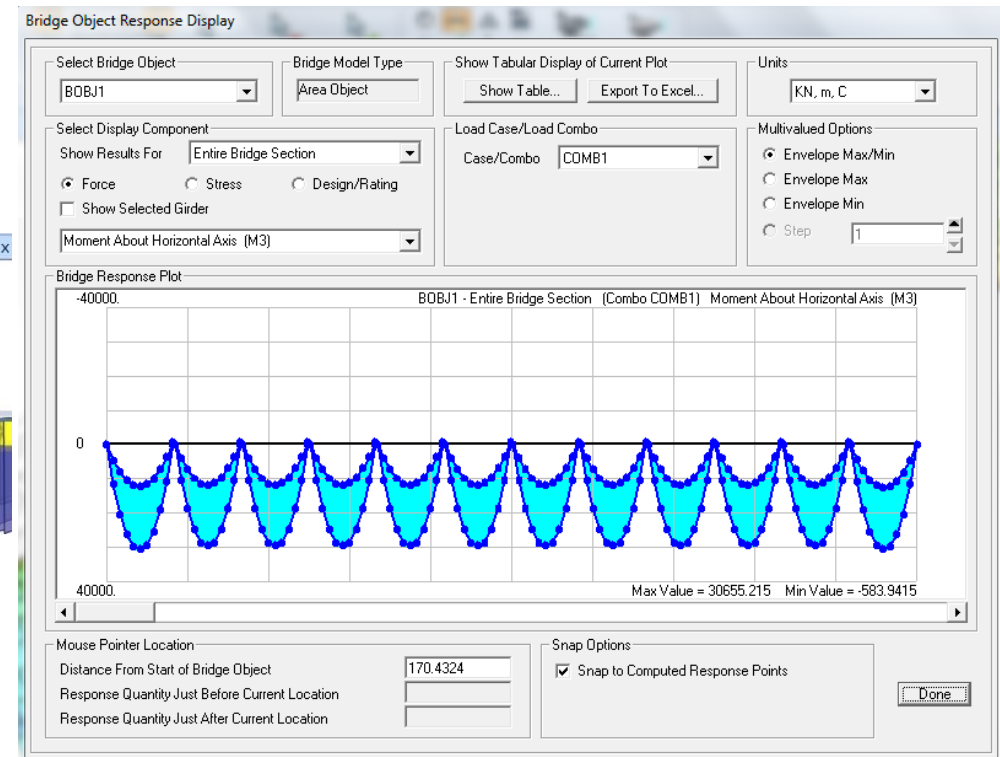 Bridge Object Response Display
Select Bridge Object
BOBJ1
Bridge Model Type
Area Object
Show Tabular Display of Current Plot
Show Table...
Export To Excel...
Units
KN, m, C
Select Display Component
Show Results For
Entire Bridge Section
Force
Stress
Design/Rating
Show Selected Girder
Moment About Horizontal Axis (M3)
Load Case/Load Combo
Case/Combo
COMB1
Multivalued Options
Envelope Max/Min
Envelope Max
Envelope Min
Step
1
x
Bridge Response Plot
-40000.
BOBJ1 - Entire Bridge Section (Combo COMB1) Moment About Horizontal Axis (M3)
0
40000.
Max Value = 30655.215 Min Value = -583.9415
Mouse Pointer Location
Distance From Start of Bridge Object
170.4324
Response Quantity Just Before Current Location
Response Quantity Just After Current Location
Snap Options
Snap to Computed Response Points
Done